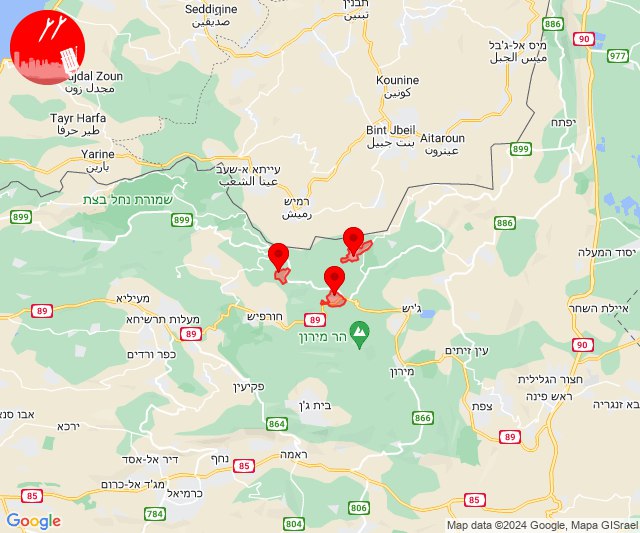 Seddiqine
صديقين
תבנין
تبنين
886
90
מיס אל-ג'בל
ميس الجبل
977
Kounine
كونين
Zoun
مجدل زون
Tayr Harfa
طير حرفا
Bint Jbeil
بنت جبيل
Aitaroun
عيترون
יפתח
899
Yarine
يارين
עייתא א-שעב
عيتا الشعب
שמורת נחל בצת
רמיש
رميش
899
899
886
יסוד המעלה
89
מעיליא
מעלות תרשיחא
89
חורפיש
89
ג'יש
איילת השחר
הר מירון
כפר ורדים
עין זיתים
90
פקיעין
מירון
חצור הגלילית
ראש פינה
צפת
בית ג'ן
866
864
89
ירכא
ראמה
נחף
דיר אל-אסד
85
85
מג'ד אל-כרום
כרמיאל
85
85
784
804
806
Google
Map data ©2024 Google, Mapa GISrael